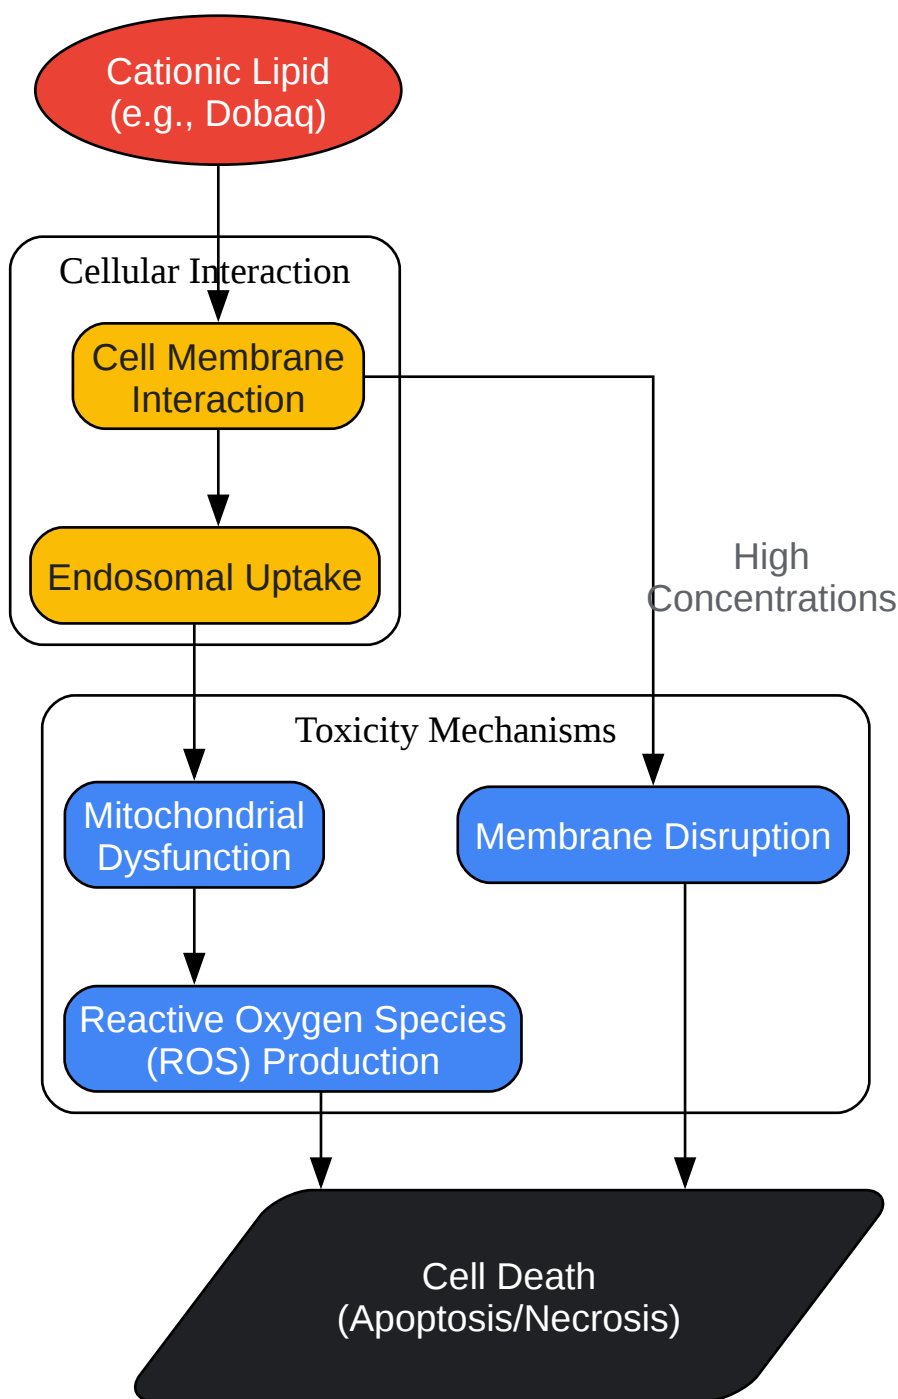 Cationic Lipid
(e.g., Dobaq)
Cellular Interaction
Cell Membrane
Interaction
Endosomal Uptake
High
Concentrations
Toxicity Mechanisms
Mitochondrial
Dysfunction
Membrane Disruption
Reactive Oxygen Species
(ROS) Production
Cell Death
(Apoptosis/Necrosis)